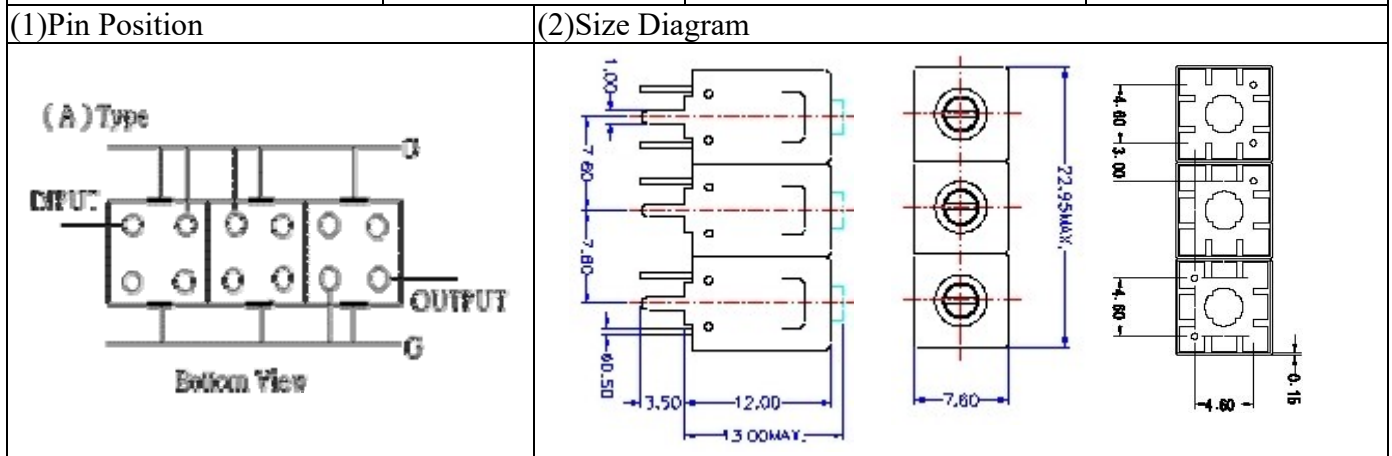 (1)Pin Position
(2)Size Diagram
(A)Type
G
INPUT
OUTPUT
G
Bottom View
1.00
7.60
7.60
60.50
3.50
12.00
13.00MAX.
22.95MAX.
7.60
4.60
3.00
4.60
4.60
0.15